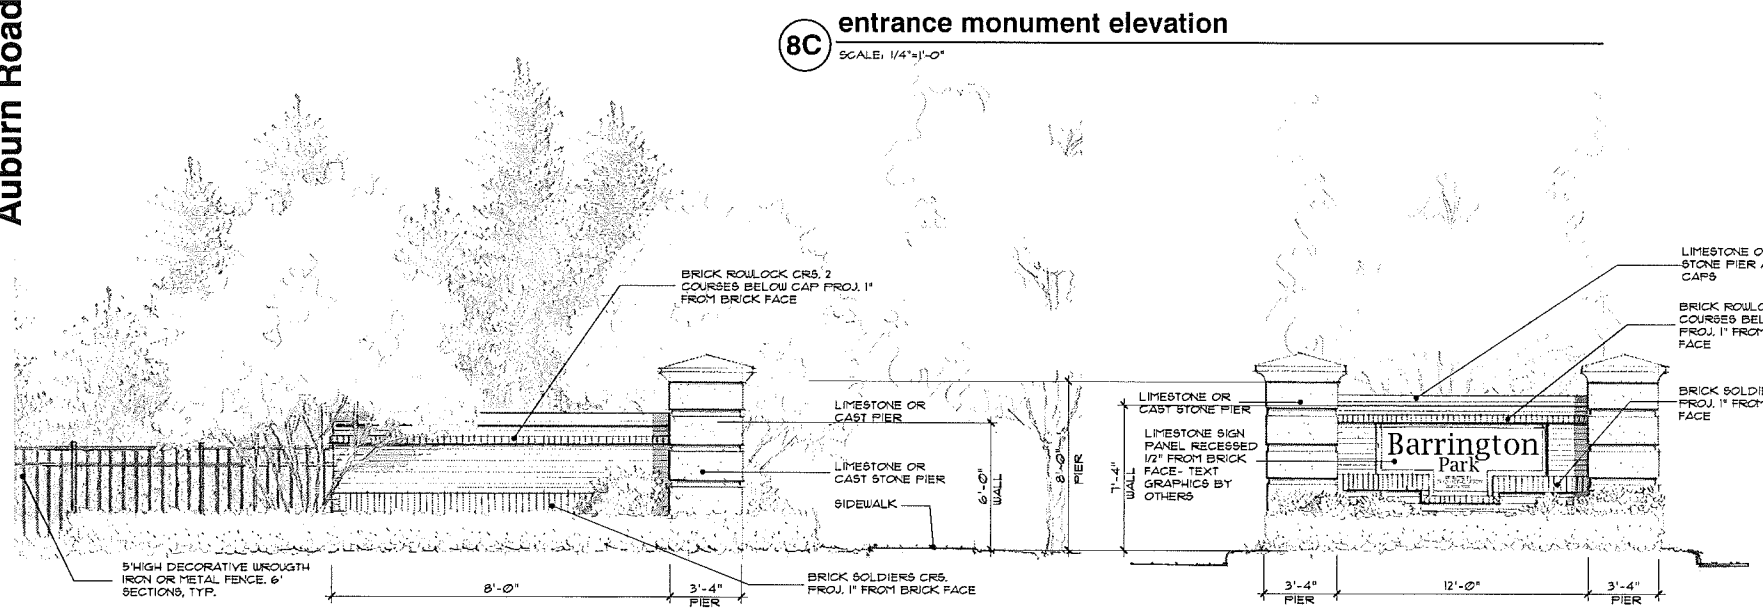 Auburn Road
8C
entrance monument elevation
SCALE: 1/4"=1'-0"
BRICK ROWLOCK CRS. 2
COURSES BELOW CAP PROJ. 1"
FROM BRICK FACE
LIMESTONE OR
CAST PIER
LIMESTONE OR
CAST STONE PIER
SIDEWALK
6'-0"
WALL
8'-0"
PIER
7'-4"
WALL
LIMESTONE OR
CAST STONE PIER
LIMESTONE SIGN
PANEL RECESSED
1/2" FROM BRICK
FACE- TEXT
GRAPHICS BY
OTHERS
Barrington
Park
LIMESTONE O
STONE PIER
CAPS
BRICK ROWLO
COURSES BEL
PROJ. 1" FROM
FACE
BRICK SOLDIE
PROJ. 1" FROM
FACE
5'HIGH DECORATIVE WROUGTH
IRON OR METAL FENCE. 6'
SECTIONS, TYP.
8'-0"
3'-4"
PIER
BRICK SOLDIERS CRS.
PROJ. 1" FROM BRICK FACE
3'-4"
PIER
12'-0"
3'-4"
PIER